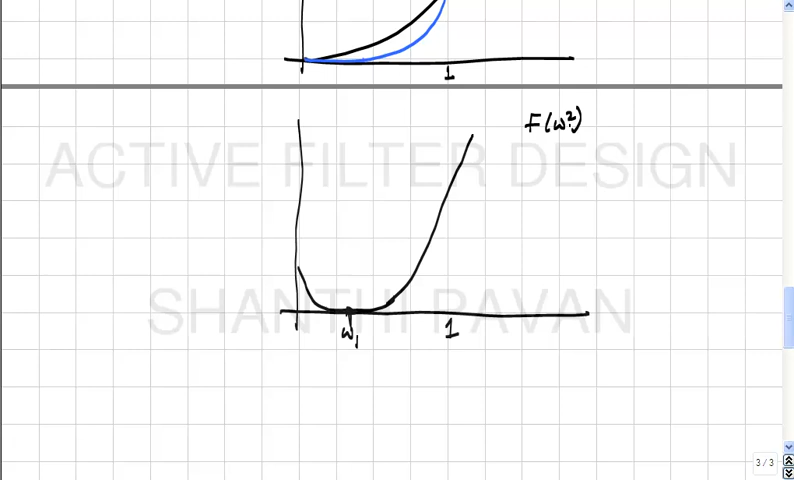 1
F(ω²)
ACTIVE FILTER DESIGN
SHANTHI PAVAN
ω₁
1
3 / 3